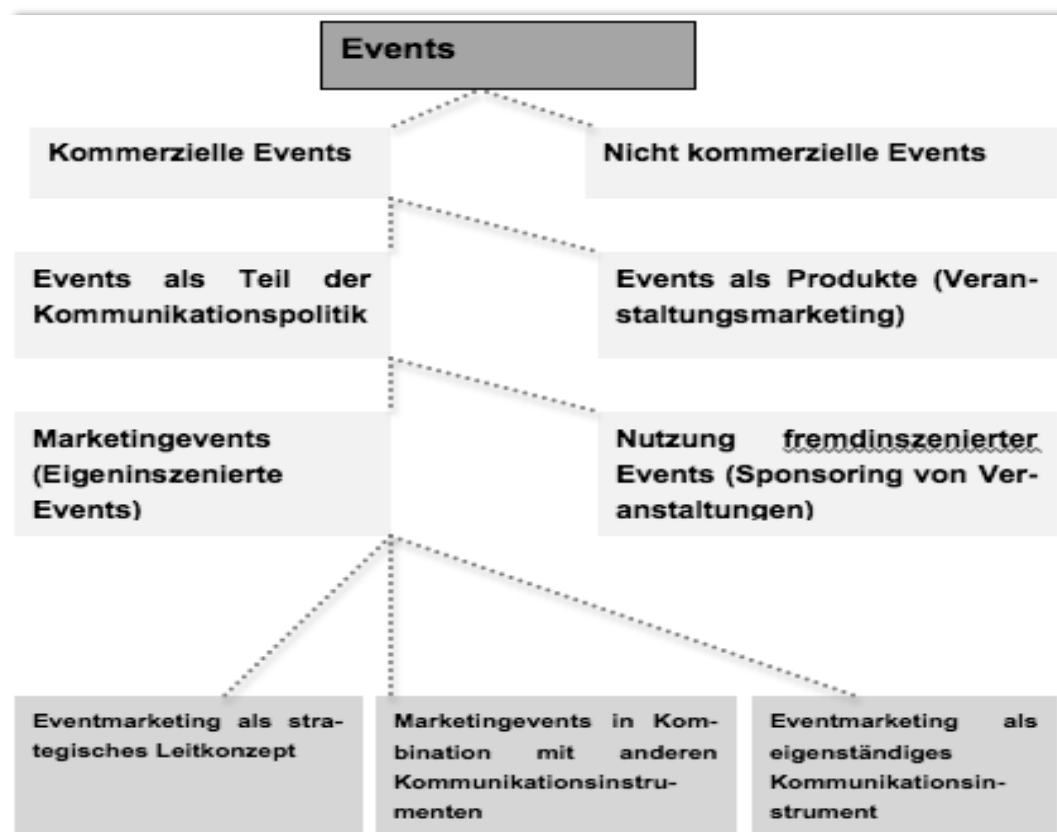 Events
Kommerzielle Events
Nicht kommerzielle Events
Events als Teil der
Kommunikationspolitik
Events als Produkte (Veran-
staltungsmarketing)
Marketingevents
(Eigeninszenierte
Events)
Nutzung fremdinszenierter
Events (Sponsoring von Ver-
anstaltungen)
Eventmarketing als stra-
tegisches Leitkonzept
Marketingevents in Kom-
bination mit anderen
Kommunikationsinstru-
menten
Eventmarketing als
eigenständiges
Kommunikationsin-
strument